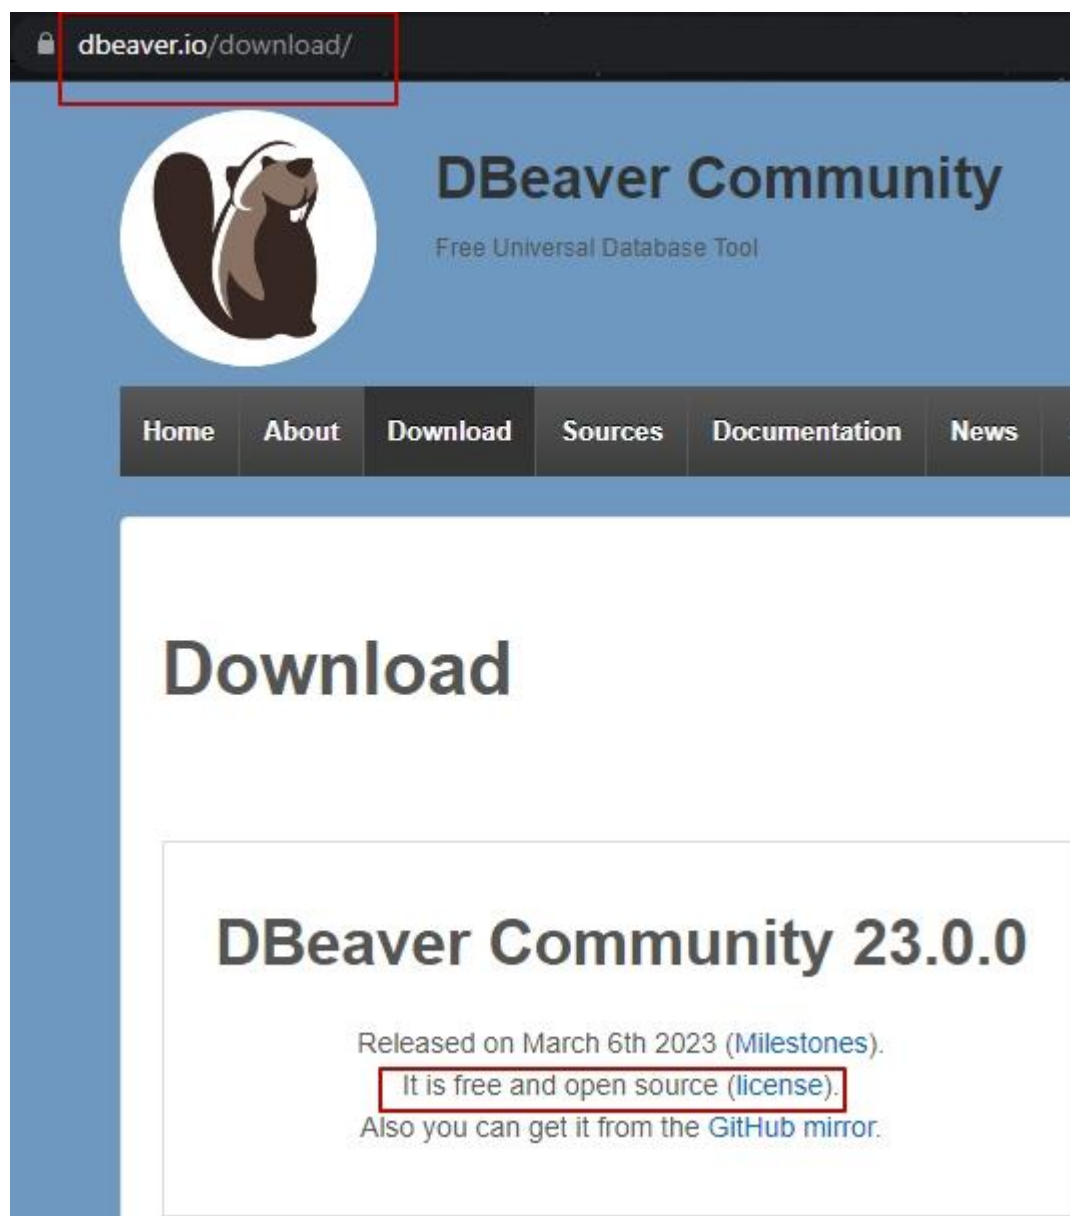 dbeaver.io/download/
DBeaver Community
Free Universal Database Tool
Home About Download Sources Documentation News
Download
DBeaver Community 23.0.0
Released on March 6th 2023 (Milestones).
It is free and open source (license).
Also you can get it from the GitHub mirror.